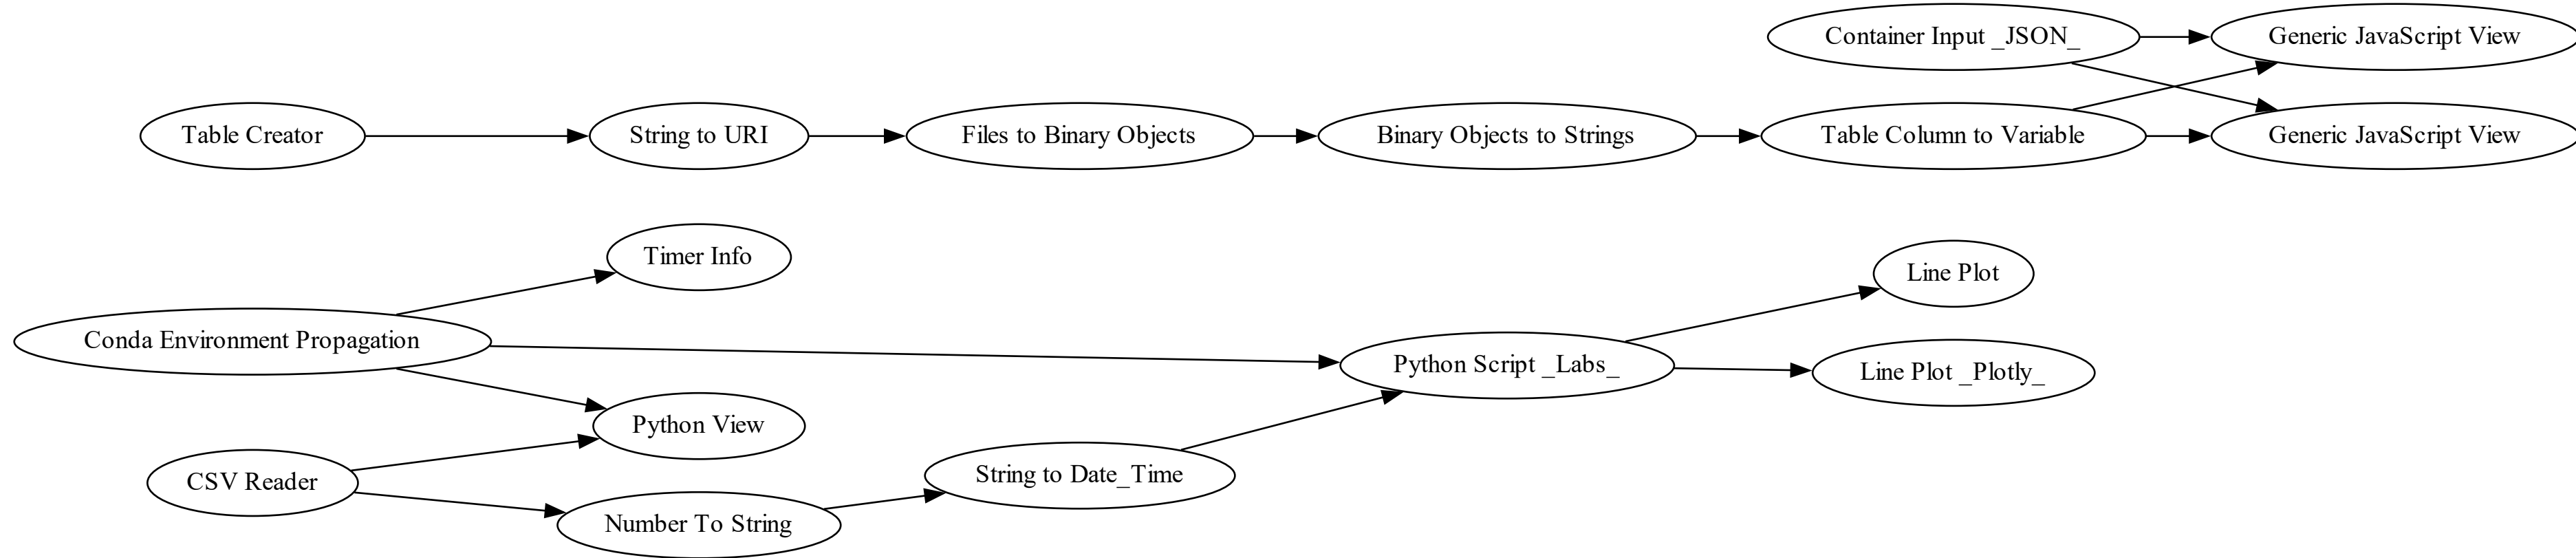 Container Input _JSON_
Generic JavaScript View
Table Creator
String to URI
Files to Binary Objects
Binary Objects to Strings
Table Column to Variable
Generic JavaScript View
Timer Info
Line Plot
Conda Environment Propagation
Python Script _Labs_
Line Plot _Plotly_
Python View
CSV Reader
String to Date_Time
Number To String